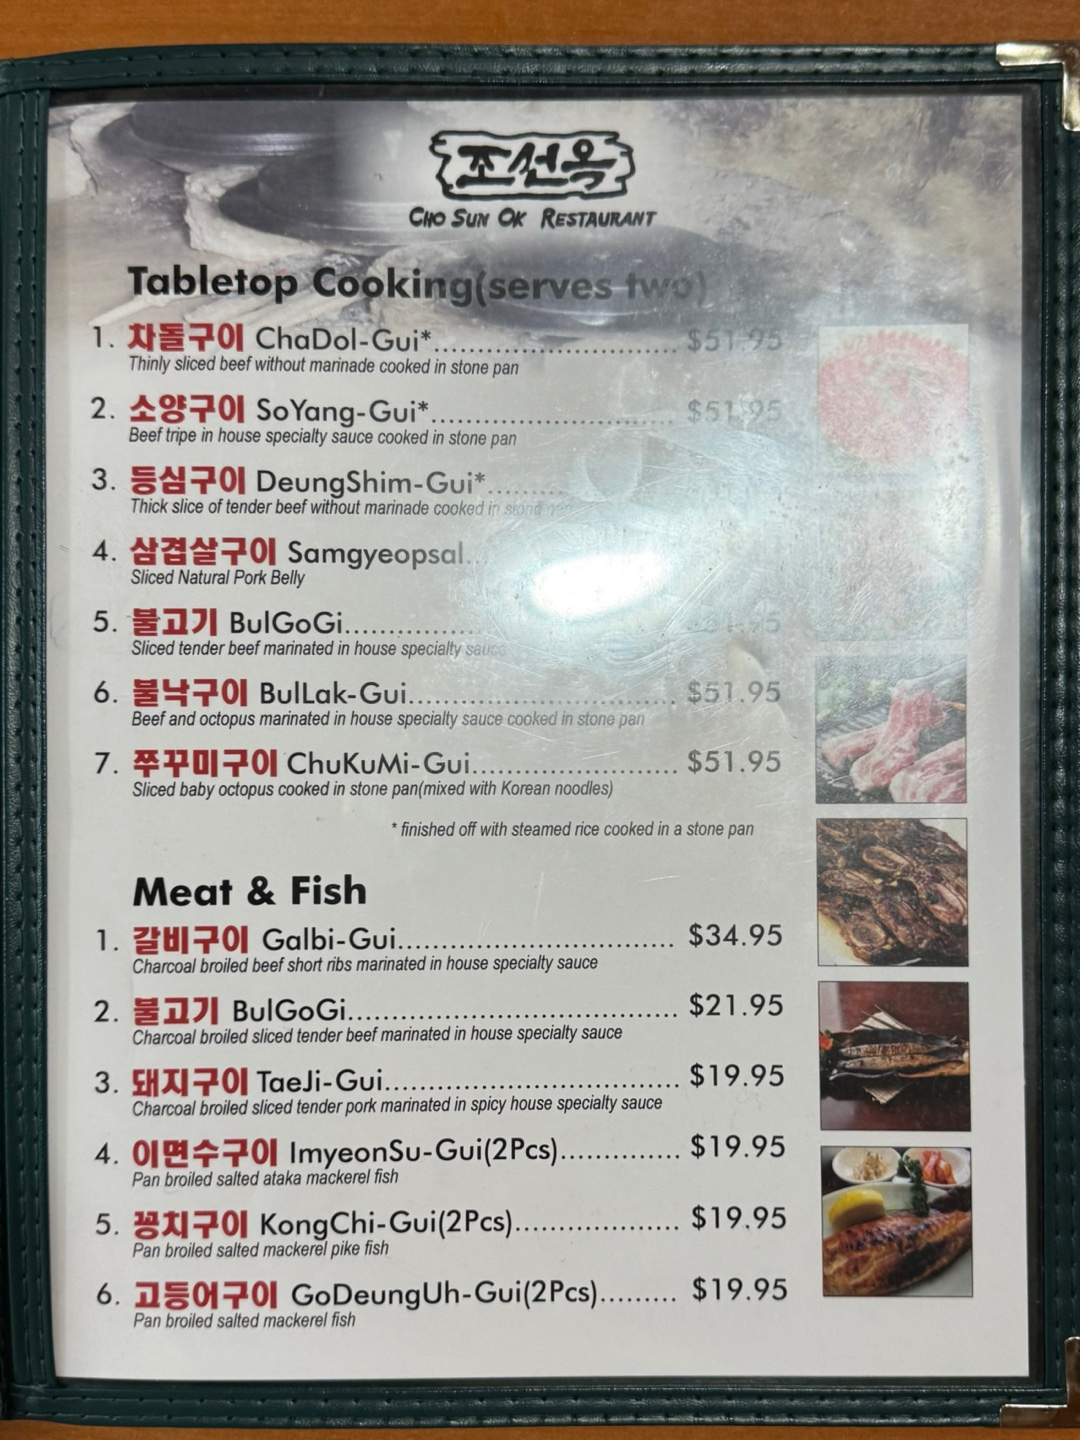 조선옥
CHO SUN OK RESTAURANT
Tabletop Cooking(serves two)
1. 차돌구이 ChaDol-Gui*.............................. $51.95
Thinly sliced beef without marinade cooked in stone pan
2. 소양구이 SoYang-Gui*.............................. $51.95
Beef tripe in house specialty sauce cooked in stone pan
3. 등심구이 DeungShim-Gui*..........
Thick slice of tender beef without marinade cooked in stone pan
4. 삼겹살구이 Samgyeopsal...
Sliced Natural Pork Belly
5. 불고기 BulGoGi...............
Sliced tender beef marinated in house specialty sauce
6. 불낙구이 BulLak-Gui................................. $51.95
Beef and octopus marinated in house specialty sauce cooked in stone pan
7. 쭈꾸미구이 ChuKuMi-Gui......................... $51.95
Sliced baby octopus cooked in stone pan(mixed with Korean noodles)
* finished off with steamed rice cooked in a stone pan
Meat & Fish
1. 갈비구이 Galbi-Gui.................................. $34.95
Charcoal broiled beef short ribs marinated in house specialty sauce
2. 불고기 BulGoGi........................................ $21.95
Charcoal broiled sliced tender beef marinated in house specialty sauce
3. 돼지구이 TaeJi-Gui................................... $19.95
Charcoal broiled sliced tender pork marinated in spicy house specialty sauce
4. 이면수구이 ImyeonSu-Gui(2Pcs).............. $19.95
Pan broiled salted ataka mackerel fish
5. 꽁치구이 KongChi-Gui(2Pcs)................... $19.95
Pan broiled salted mackerel pike fish
6. 고등어구이 GoDeungUh-Gui(2Pcs)......... $19.95
Pan broiled salted mackerel fish